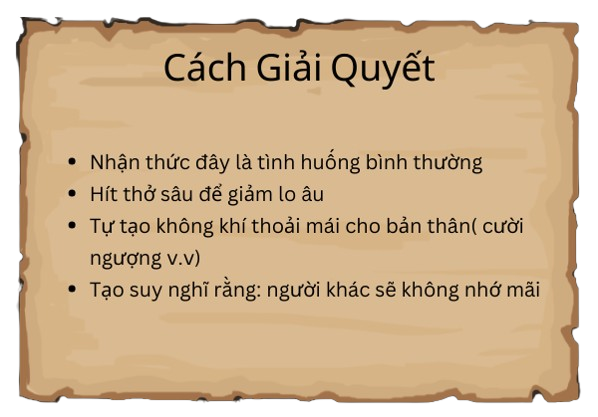 Cách Giải Quyết
• Nhận thức đây là tình huống bình thường
• Hít thở sâu để giảm lo âu
• Tự tạo không khí thoải mái cho bản thân( cười
ngượng v.v)
• Tạo suy nghĩ rằng: người khác sẽ không nhớ mãi